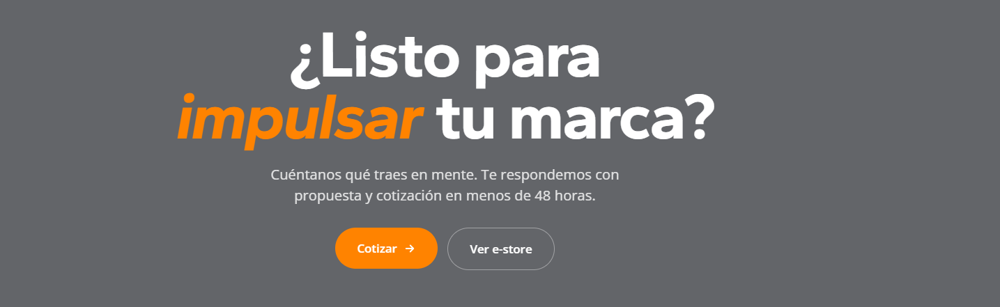 ¿Listo para
impulsar tu marca?
Cuéntanos qué traes en mente. Te respondemos con
propuesta y cotización en menos de 48 horas.
Cotizar → Ver e-store